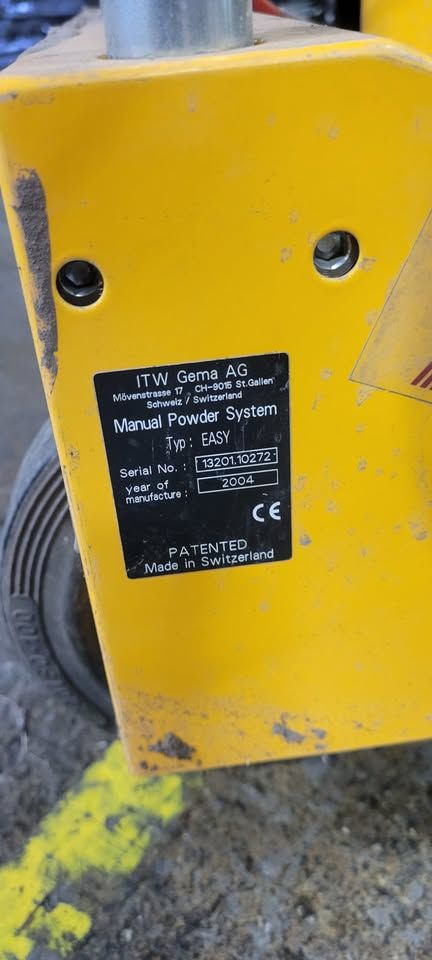 ITW Gema AG
Mövenstrasse 17 CH-9015 St.Gallen
Schweiz / Switzerland
Manual Powder System
Typ: EASY
Serial No.: 13201.10272
year of manufacture: 2004
CE
PATENTED
Made in Switzerland